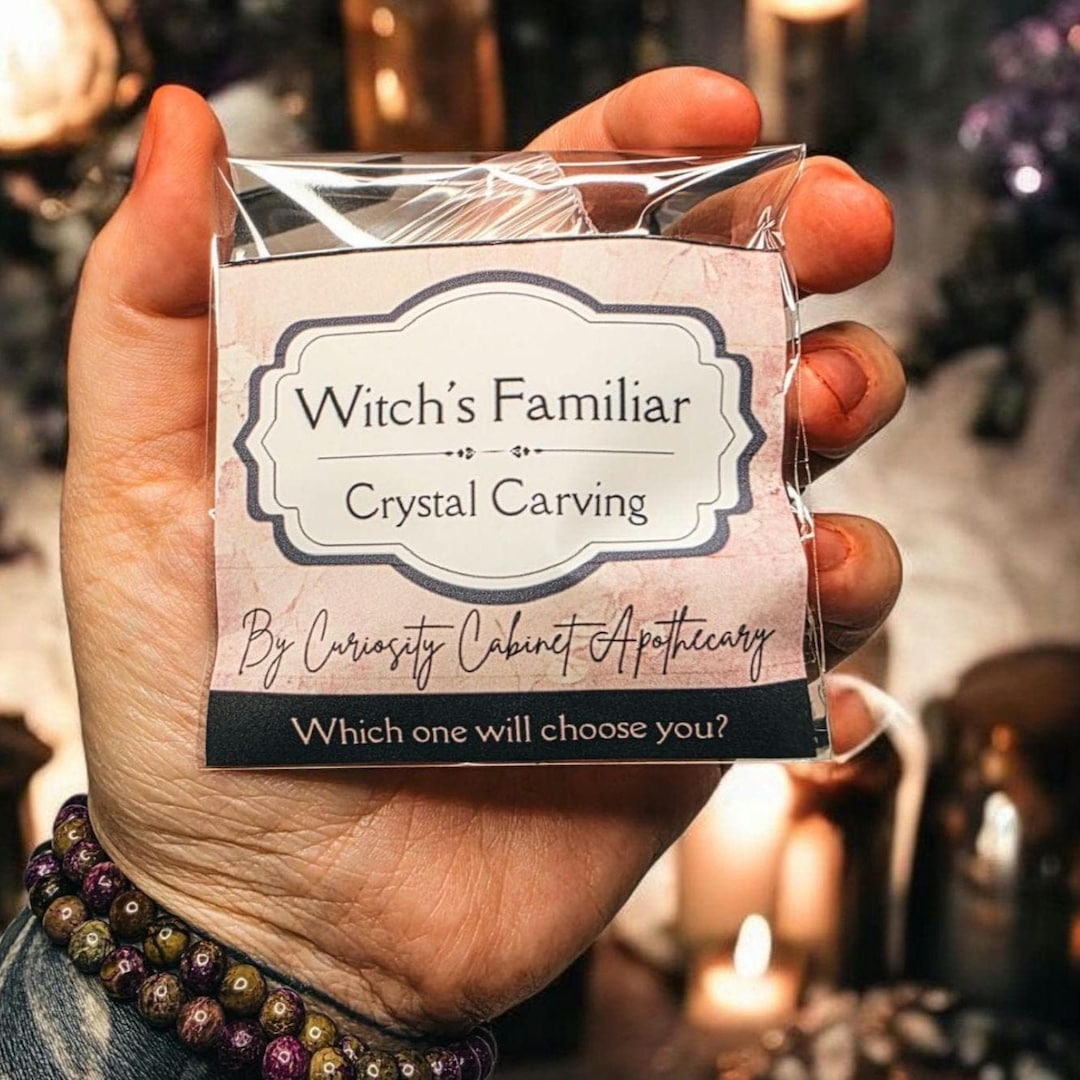 Witch's Familiar
Crystal Carving
By Curiosity Cabinet Apothecary
Which one will choose you?